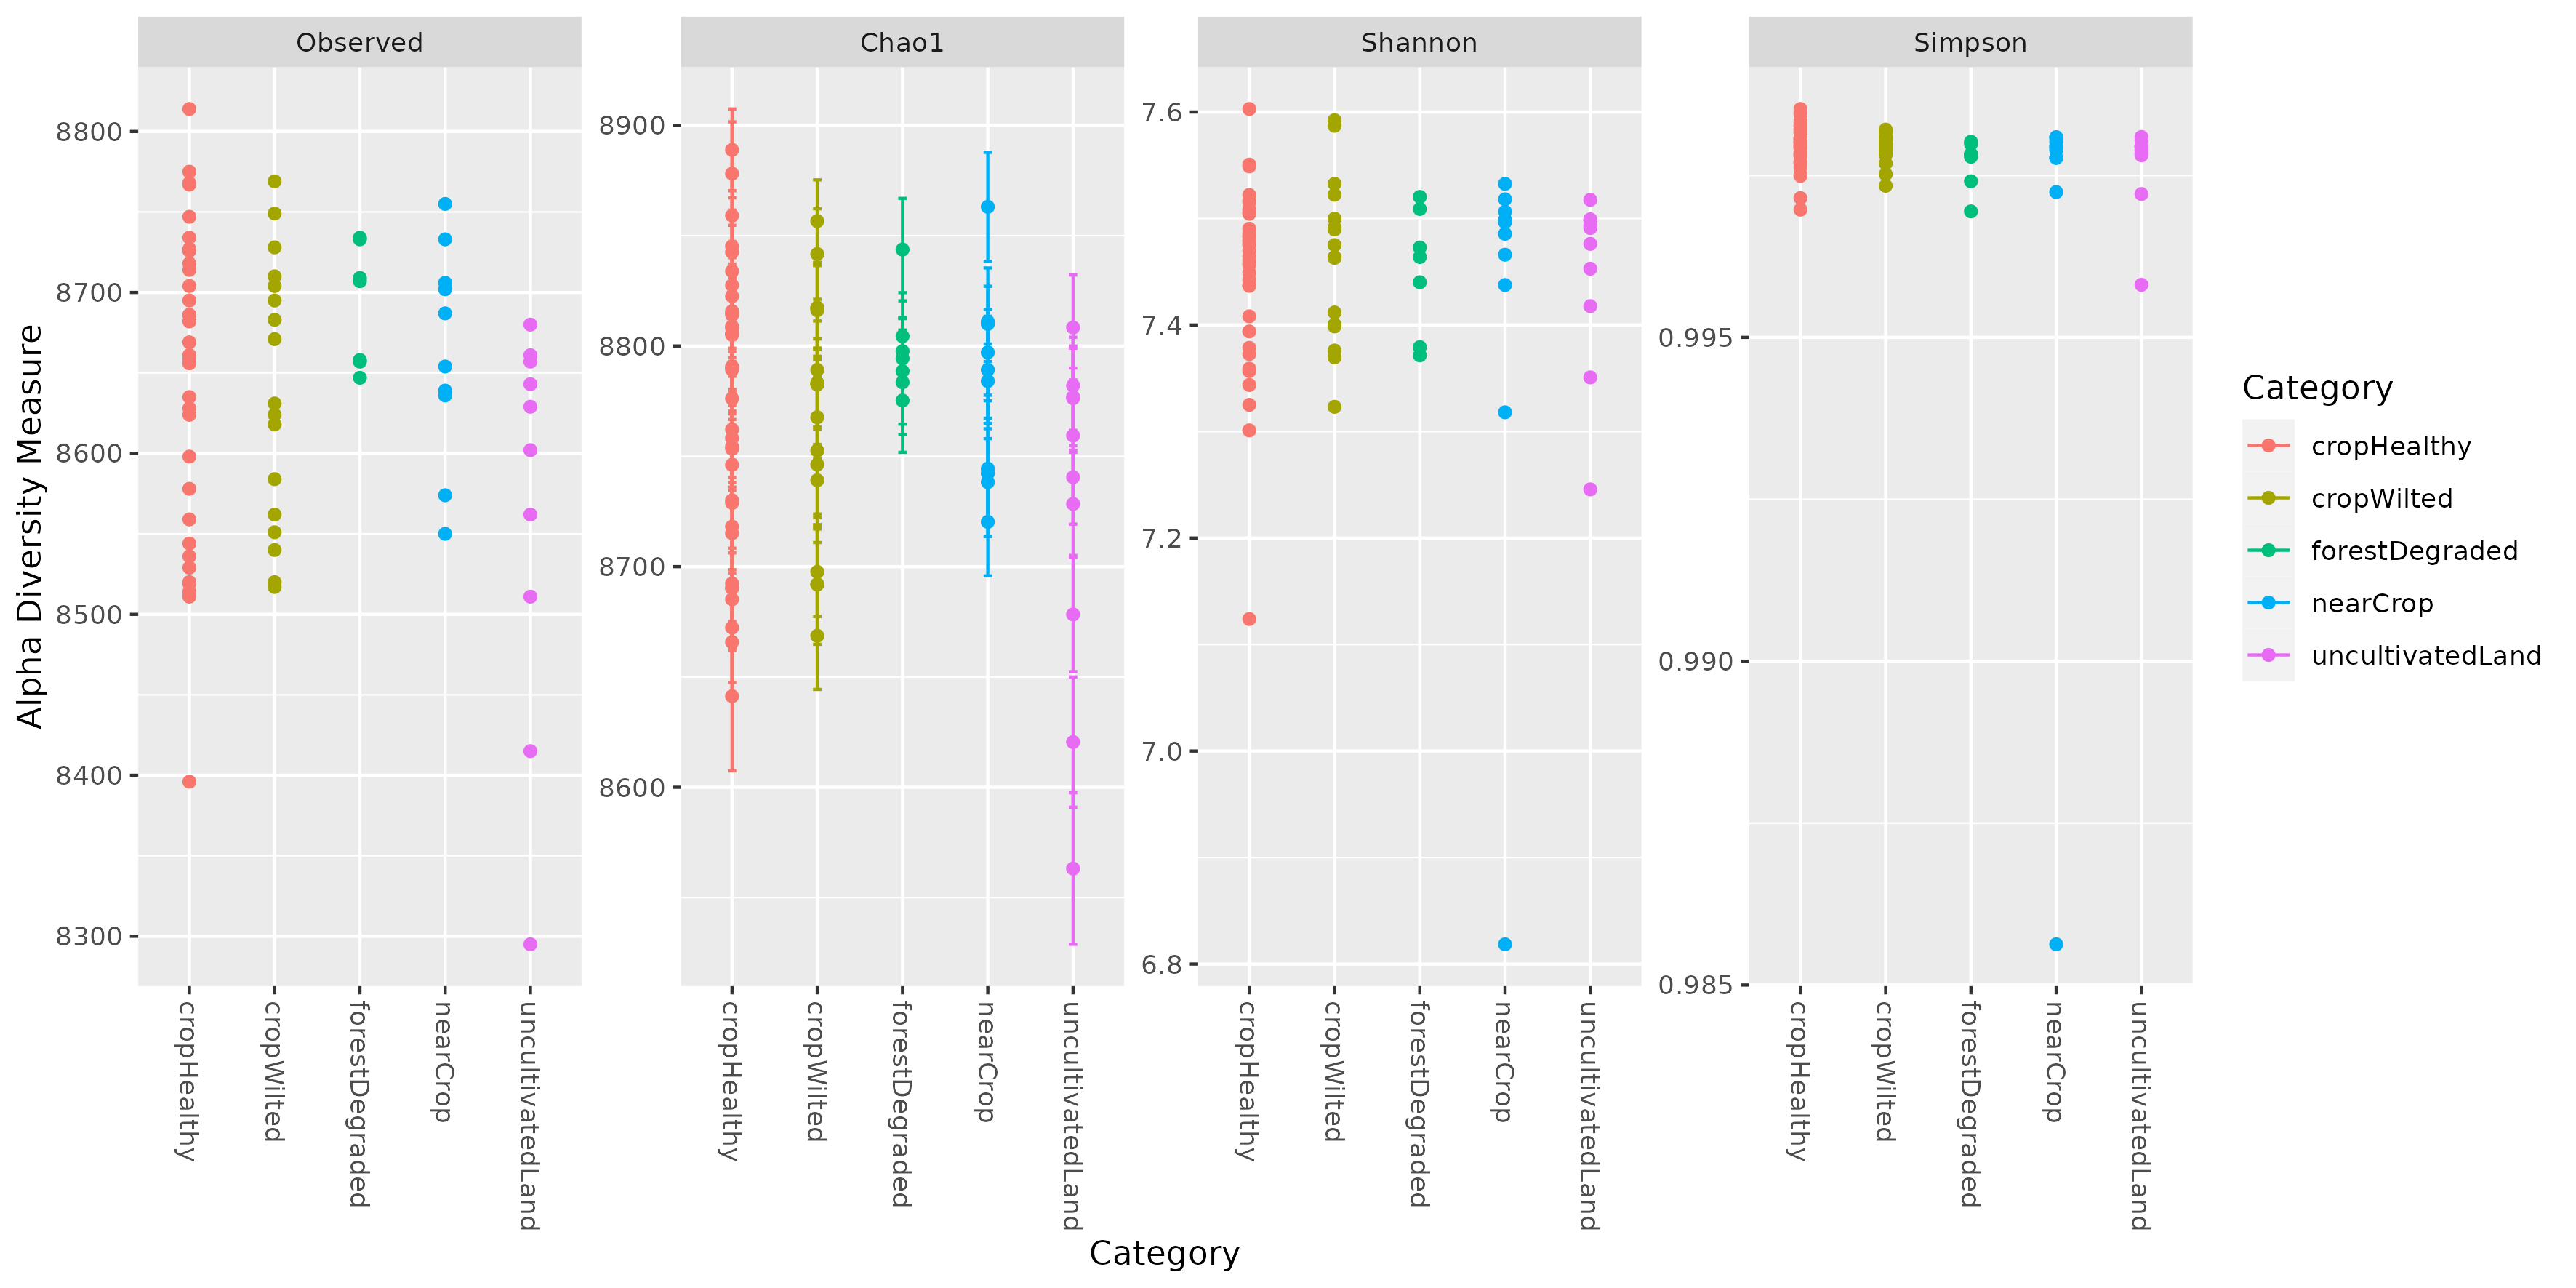 Observed
Chao1
Shannon
Simpson
Alpha Diversity Measure
8800
8700
8600
8500
8400
8300
8900
8800
8700
8600
7.6
7.4
7.2
7.0
6.8
0.995
0.990
0.985
cropHealthy
cropWilted
forestDegraded
nearCrop
uncultivatedLand
cropHealthy
cropWilted
forestDegraded
nearCrop
uncultivatedLand
cropHealthy
cropWilted
forestDegraded
nearCrop
uncultivatedLand
cropHealthy
cropWilted
forestDegraded
nearCrop
uncultivatedLand
Category
Category
cropHealthy
cropWilted
forestDegraded
nearCrop
uncultivatedLand